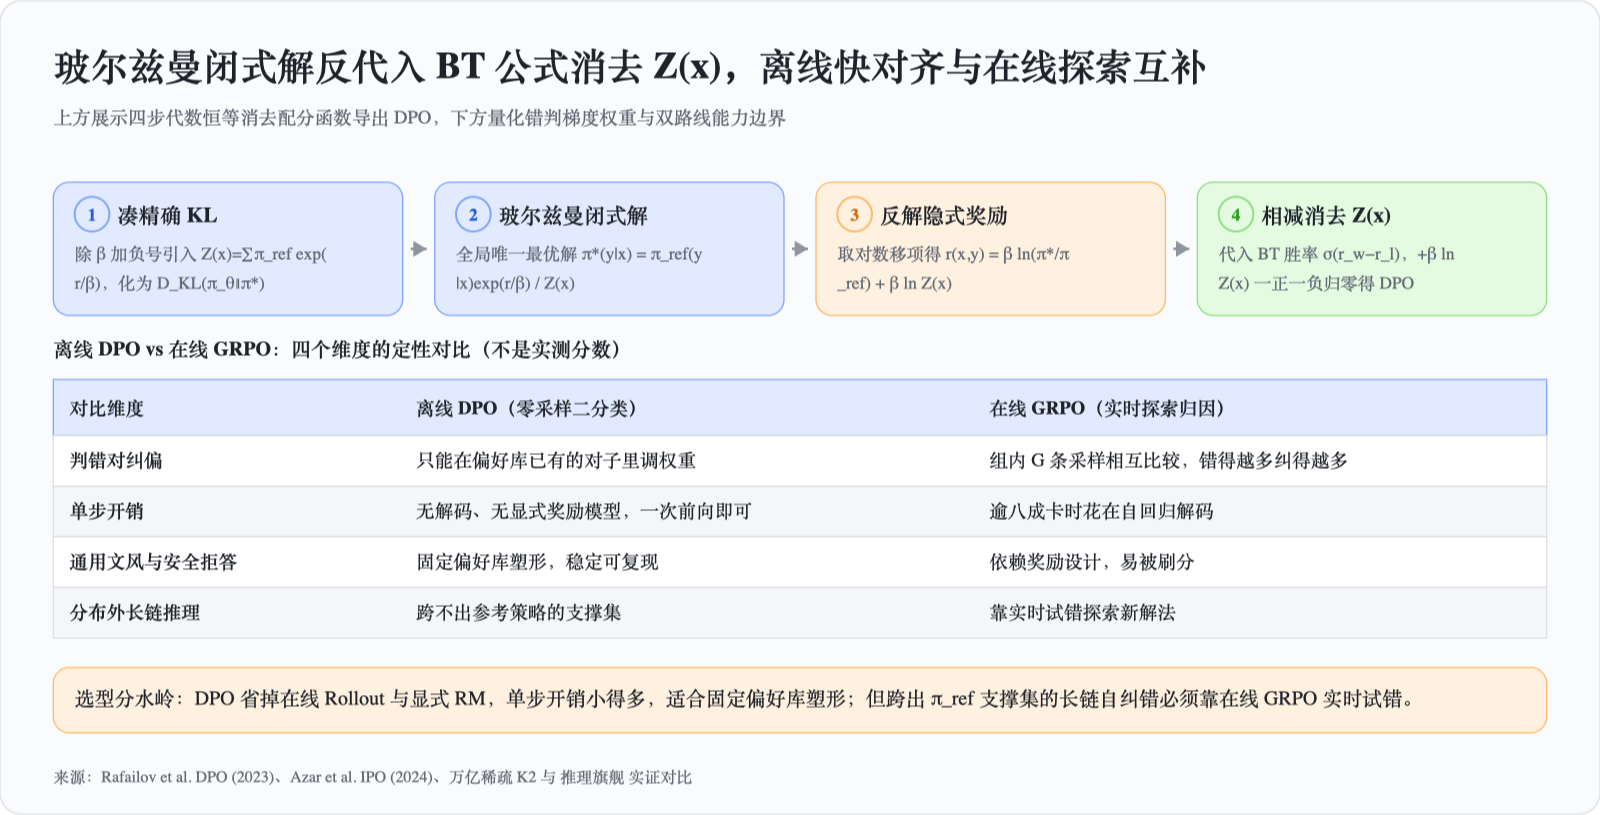 玻尔兹曼闭式解反代入 BT 公式消去 Z(x)，离线快对齐与在线探索互补
上方展示四步代数恒等消去配分函数导出 DPO，下方量化错判梯度权重与双路线能力边界
1 凑精确 KL
除 β 加负号引入 Z(x)=∑π_ref exp(
r/β)，化为 D_KL(π_θ‖π*)
2 玻尔兹曼闭式解
全局唯一最优解 π*(y|x) = π_ref(y
|x)exp(r/β) / Z(x)
3 反解隐式奖励
取对数移项得 r(x,y) = β ln(π*/π
_ref) + β ln Z(x)
4 相减消去 Z(x)
代入 BT 胜率 σ(r_w−r_l)，+β ln
Z(x) 一正一负归零得 DPO
离线 DPO vs 在线 GRPO：四个维度的定性对比（不是实测分数）
对比维度 离线 DPO（零采样二分类） 在线 GRPO（实时探索归因）
判错对纠偏 只能在偏好库已有的对子里调权重 组内 G 条采样相互比较，错得越多纠得越多
单步开销 无解码、无显式奖励模型，一次前向即可 逾八成卡时花在自回归解码
通用文风与安全拒答 固定偏好库塑形，稳定可复现 依赖奖励设计，易被刷分
分布外长链推理 跨不出参考策略的支撑集 靠实时试错探索新解法
选型分水岭：DPO 省掉在线 Rollout 与显式 RM，单步开销小得多，适合固定偏好库塑形；但跨出 π_ref 支撑集的长链自纠错必须靠在线 GRPO 实时试错。
来源：Rafailov et al. DPO (2023)、Azar et al. IPO (2024)、万亿稀疏 K2 与 推理旗舰 实证对比